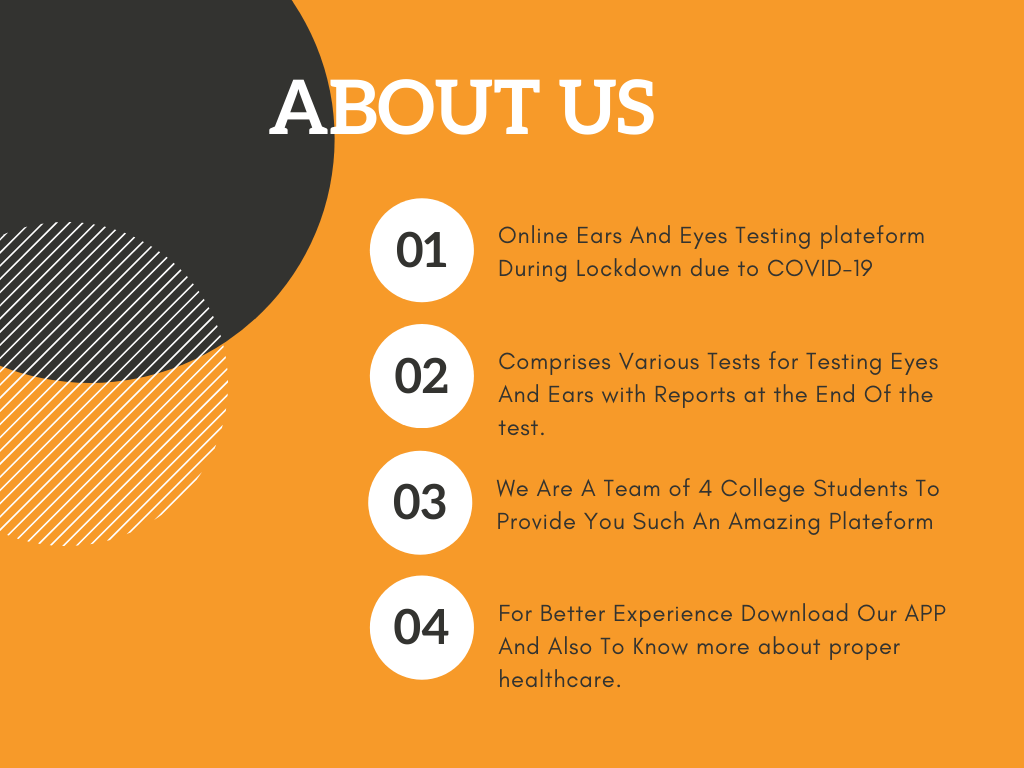 ABOUT US
01
Online Ears And Eyes Testing plateform
During Lockdown due to COVID-19
02
Comprises Various Tests for Testing Eyes
And Ears with Reports at the End Of the
test.
03
We Are A Team of 4 College Students To
Provide You Such An Amazing Plateform
04
For Better Experience Download Our APP
And Also To Know more about proper
healthcare.